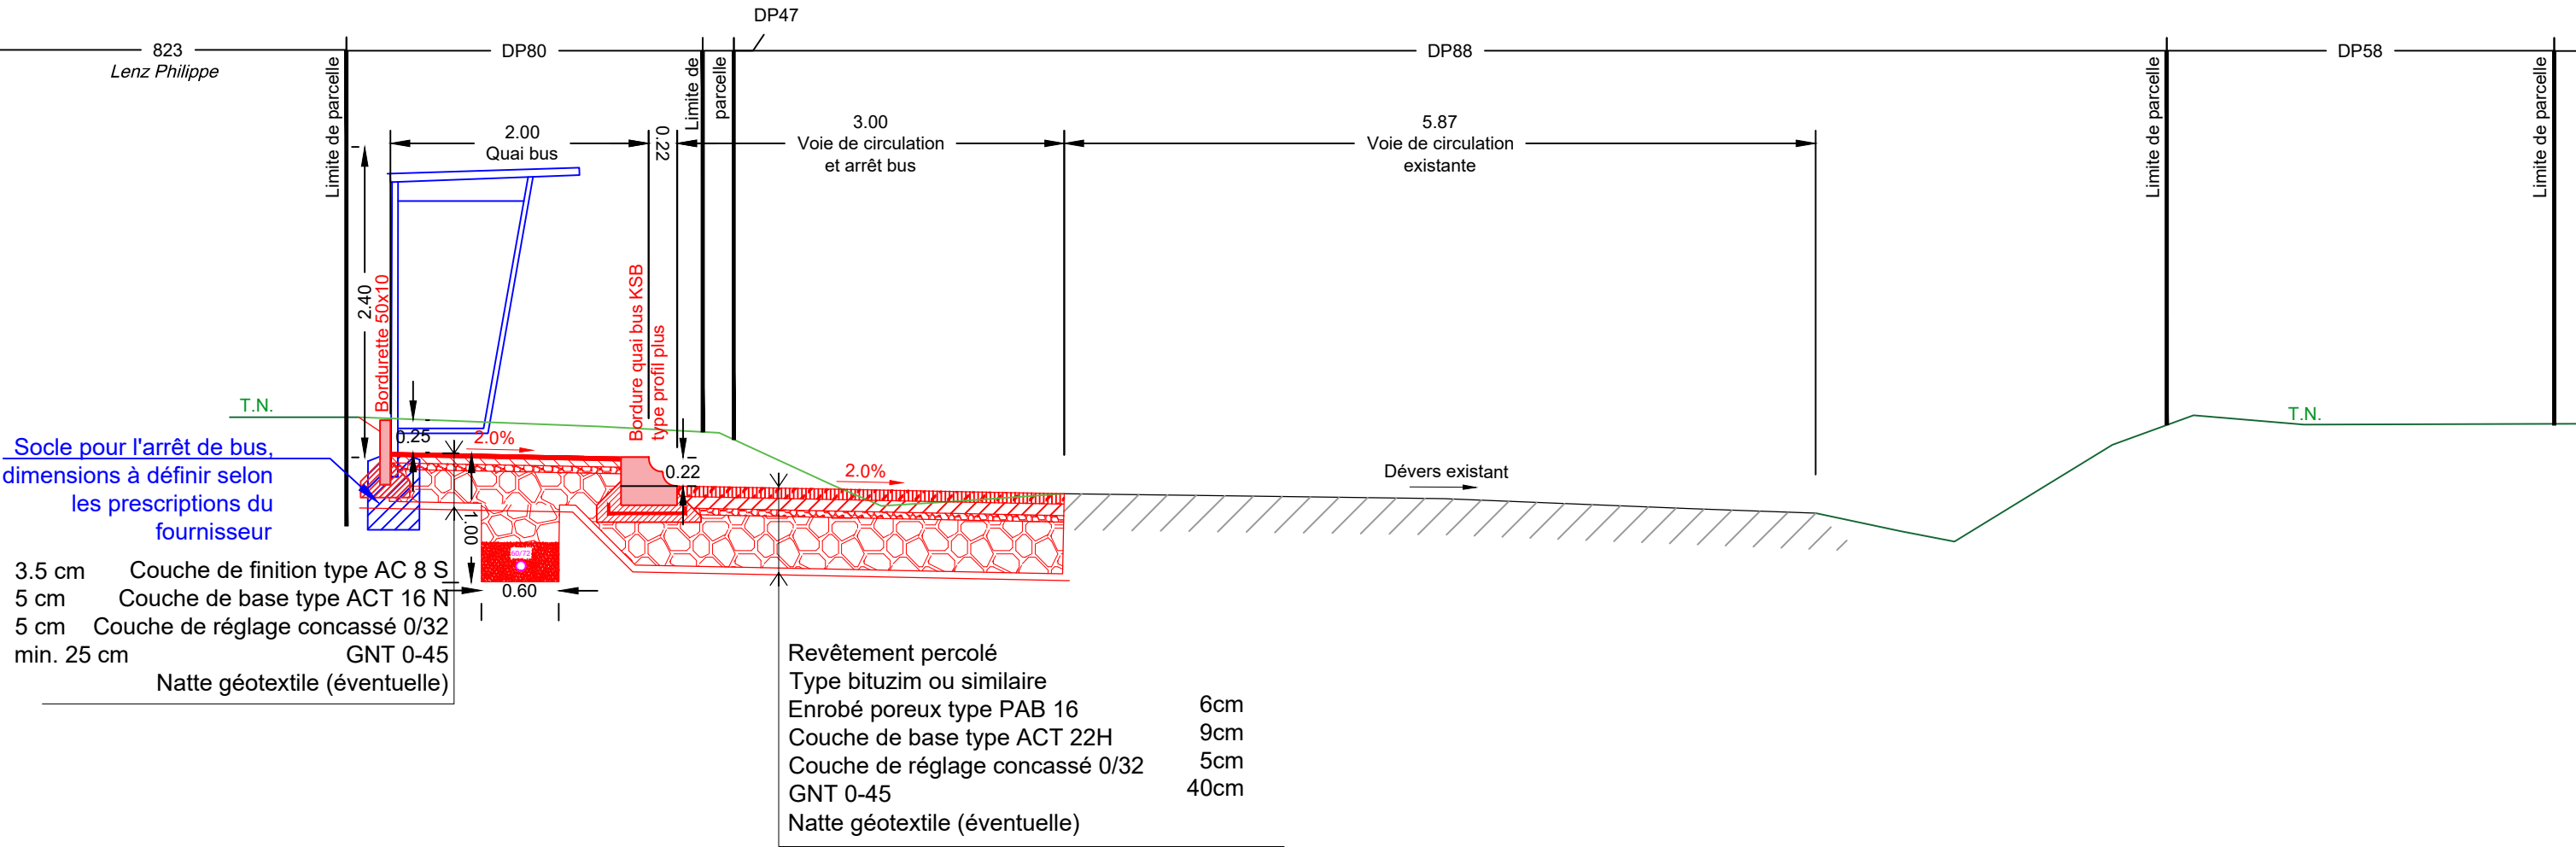 DP47
823
DP80
DP88
DP58
Lenz Philippe
Limite de parcelle
Limite de
parcelle
Limite de parcelle
Limite de parcelle
2.00
Quai bus
0.22
3.00
Voie de circulation
et arrêt bus
5.87
Voie de circulation
existante
2.40
Bordurette 50x10
Bordure quai bus KSB
type profil plus
T.N.
T.N.
0.25
2.0%
0.22
2.0%
Dévers existant
Socle pour l'arrêt de bus,
dimensions à définir selon
les prescriptions du
fournisseur
1.00
60/72
0.60
3.5 cm Couche de finition type AC 8 S
5 cm Couche de base type ACT 16 N
5 cm Couche de réglage concassé 0/32
min. 25 cm GNT 0-45
Natte géotextile (éventuelle)
Revêtement percolé
Type bituzim ou similaire
Enrobé poreux type PAB 16 6cm
Couche de base type ACT 22H 9cm
Couche de réglage concassé 0/32 5cm
GNT 0-45 40cm
Natte géotextile (éventuelle)